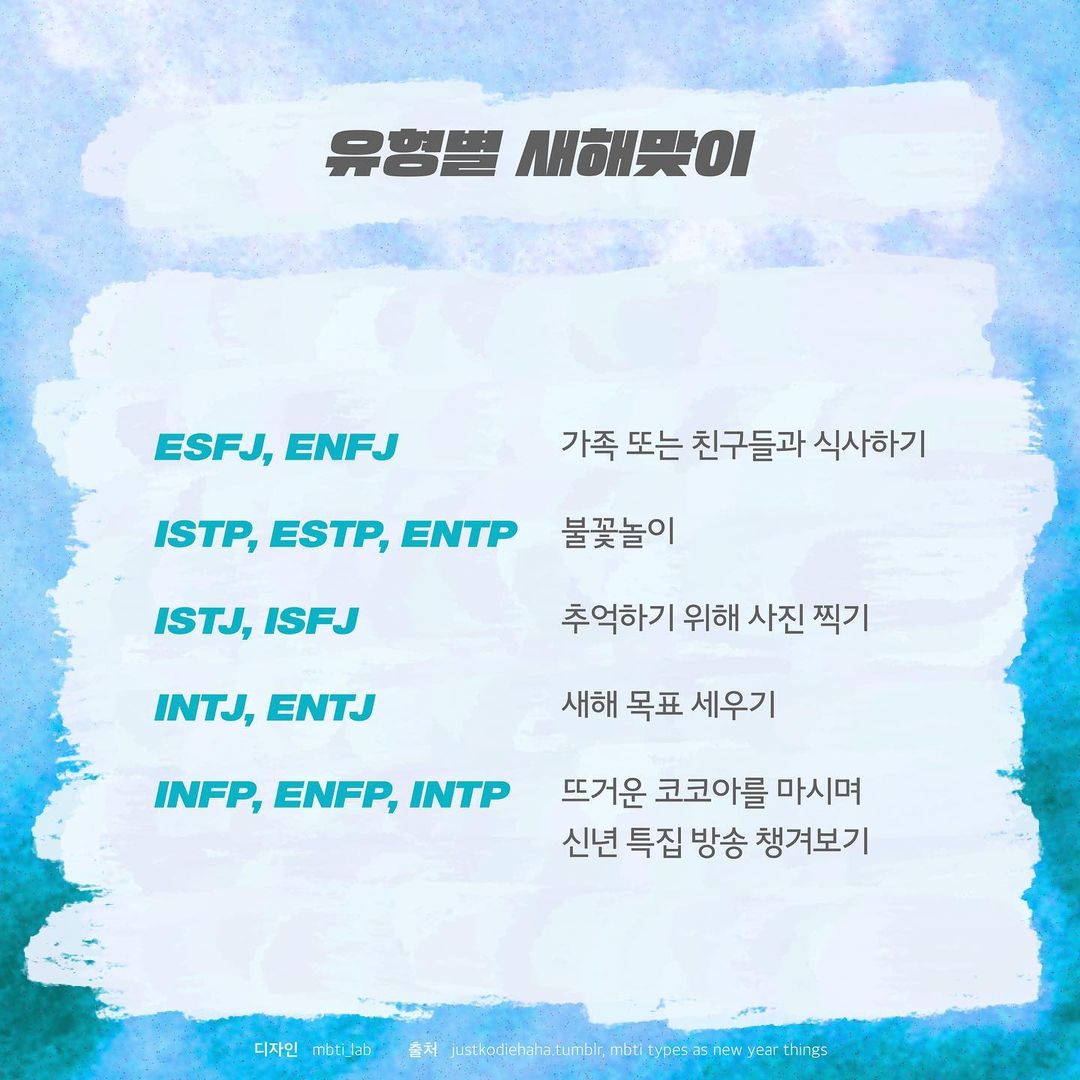 유형별 새해맞이
ESFJ, ENFJ 가족 또는 친구들과 식사하기
ISTP, ESTP, ENTP 불꽃놀이
ISTJ, ISFJ 추억하기 위해 사진 찍기
INTJ, ENTJ 새해 목표 세우기
INFP, ENFP, INTP 뜨거운 코코아를 마시며
신년 특집 방송 챙겨보기
디자인 mbti_lab 출처 justkodiehaha.tumblr, mbti types as new year things